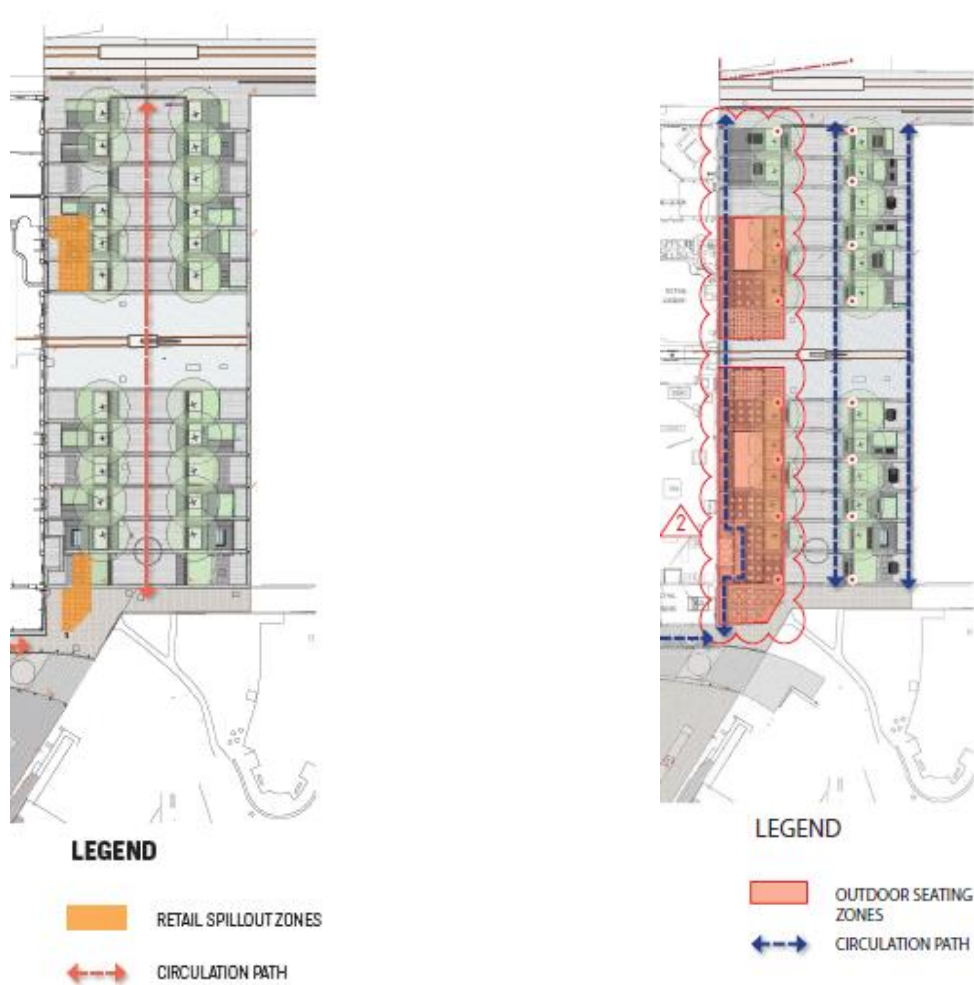 2
LEGEND
RETAIL SPILLOUT ZONES
CIRCULATION PATH
LEGEND
OUTDOOR SEATING
ZONES
CIRCULATION PATH